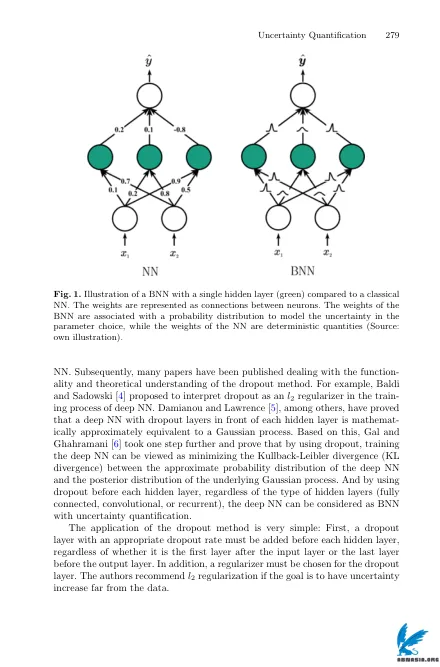 Uncertainty Quantification 279
ŷ ŷ
0.2 0.1 -0.8
0.7 0.9
0.1 0.2 0.8 0.5
x₁ x₂ x₁ x₂
NN BNN
Fig. 1. Illustration of a BNN with a single hidden layer (green) compared to a classical
NN. The weights are represented as connections between neurons. The weights of the
BNN are associated with a probability distribution to model the uncertainty in the
parameter choice, while the weights of the NN are deterministic quantities (Source:
own illustration).
NN. Subsequently, many papers have been published dealing with the function-
ality and theoretical understanding of the dropout method. For example, Baldi
and Sadowski [4] proposed to interpret dropout as an l₂ regularizer in the train-
ing process of deep NN. Damianou and Lawrence [5], among others, have proved
that a deep NN with dropout layers in front of each hidden layer is mathemat-
ically approximately equivalent to a Gaussian process. Based on this, Gal and
Ghahramani [6] took one step further and prove that by using dropout, training
the deep NN can be viewed as minimizing the Kullback-Leibler divergence (KL
divergence) between the approximate probability distribution of the deep NN
and the posterior distribution of the underlying Gaussian process. And by using
dropout before each hidden layer, regardless of the type of hidden layers (fully
connected, convolutional, or recurrent), the deep NN can be considered as BNN
with uncertainty quantification.
The application of the dropout method is very simple: First, a dropout
layer with an appropriate dropout rate must be added before each hidden layer,
regardless of whether it is the first layer after the input layer or the last layer
before the output layer. In addition, a regularizer must be chosen for the dropout
layer. The authors recommend l₂ regularization if the goal is to have uncertainty
increase far from the data.